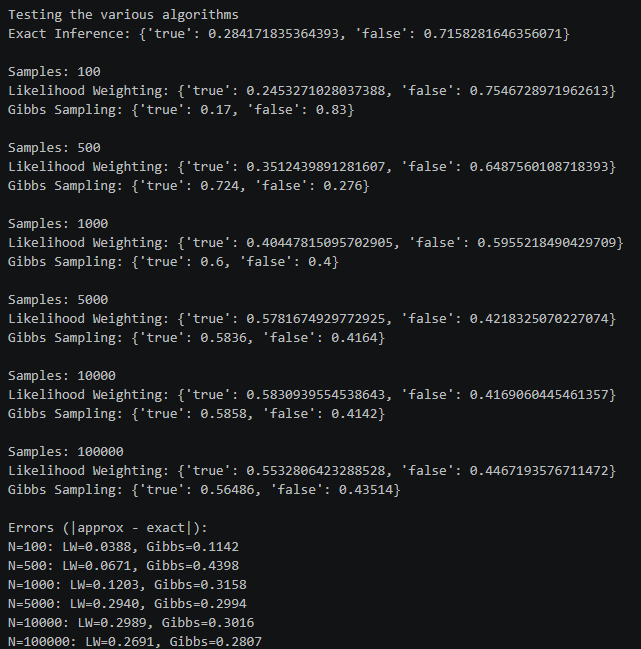 Testing the various algorithms
Exact Inference: {'true': 0.284171835364393, 'false': 0.7158281646356071}
Samples: 100
Likelihood Weighting: {'true': 0.2453271028037388, 'false': 0.7546728971962613}
Gibbs Sampling: {'true': 0.17, 'false': 0.83}
Samples: 500
Likelihood Weighting: {'true': 0.3512439891281607, 'false': 0.6487560108718393}
Gibbs Sampling: {'true': 0.724, 'false': 0.276}
Samples: 1000
Likelihood Weighting: {'true': 0.40447815095702905, 'false': 0.5955218490429709}
Gibbs Sampling: {'true': 0.6, 'false': 0.4}
Samples: 5000
Likelihood Weighting: {'true': 0.5781674929772925, 'false': 0.4218325070227074}
Gibbs Sampling: {'true': 0.5836, 'false': 0.4164}
Samples: 10000
Likelihood Weighting: {'true': 0.5830939554538643, 'false': 0.4169060445461357}
Gibbs Sampling: {'true': 0.5858, 'false': 0.4142}
Samples: 100000
Likelihood Weighting: {'true': 0.5532806423288528, 'false': 0.4467193576711472}
Gibbs Sampling: {'true': 0.56486, 'false': 0.43514}
Errors (|approx - exact|):
N=100: LW=0.0388, Gibbs=0.1142
N=500: LW=0.0671, Gibbs=0.4398
N=1000: LW=0.1203, Gibbs=0.3158
N=5000: LW=0.2940, Gibbs=0.2994
N=10000: LW=0.2989, Gibbs=0.3016
N=100000: LW=0.2691, Gibbs=0.2807